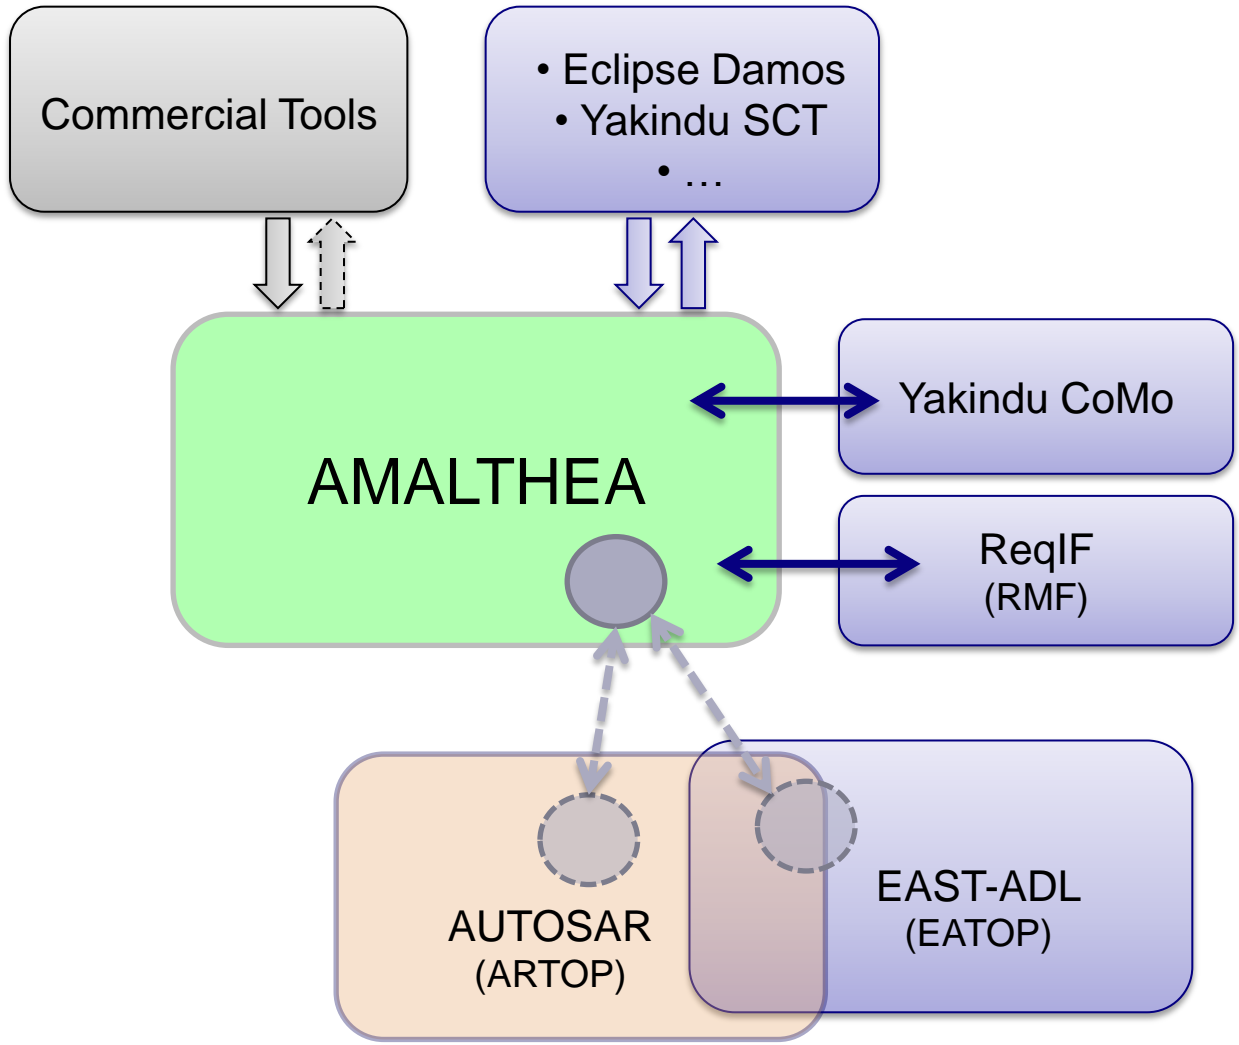 Commercial Tools
• Eclipse Damos
• Yakindu SCT
• …
AMALTHEA
Yakindu CoMo
ReqIF
(RMF)
AUTOSAR
(ARTOP)
EAST-ADL
(EATOP)